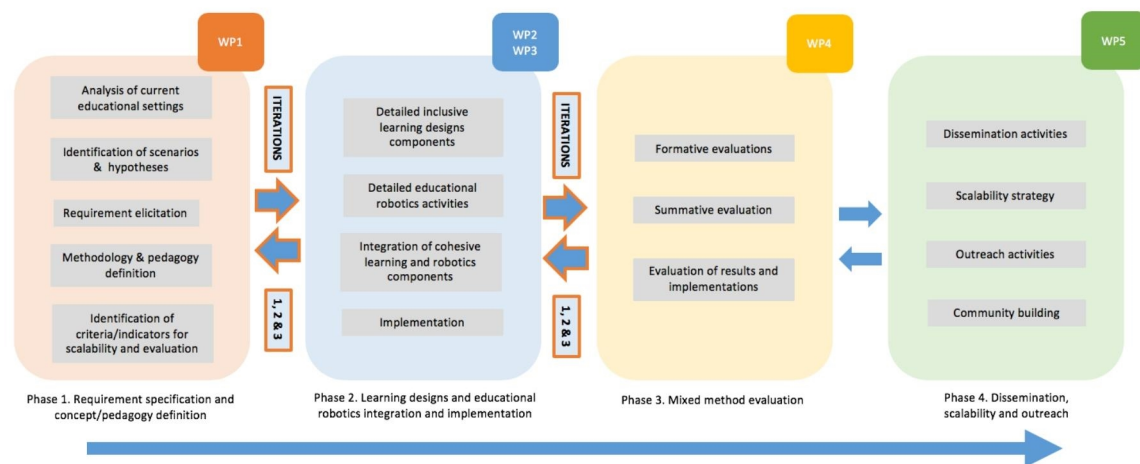 WP1
Analysis of current
educational settings
Identification of scenarios
& hypotheses
Requirement elicitation
Methodology & pedagogy
definition
Identification of
criteria/indicators for
scalability and evaluation
Phase 1. Requirement specification and
concept/pedagogy definition
ITERATIONS
1, 2 & 3
WP2
WP3
Detailed inclusive
learning designs
components
Detailed educational
robotics activities
Integration of cohesive
learning and robotics
components
Implementation
Phase 2. Learning designs and educational
robotics integration and implementation
ITERATIONS
1, 2 & 3
WP4
Formative evaluations
Summative evaluation
Evaluation of results and
implementations
Phase 3. Mixed method evaluation
WP5
Dissemination activities
Scalability strategy
Outreach activities
Community building
Phase 4. Dissemination,
scalability and outreach